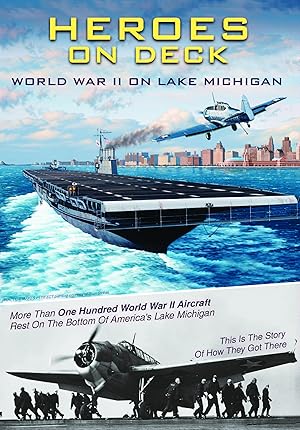 HEROES
ON DECK
WORLD WAR II ON LAKE MICHIGAN
More Than One Hundred World War II Aircraft
Rest On The Bottom Of America's Lake Michigan
This Is The Story
Of How They Got There